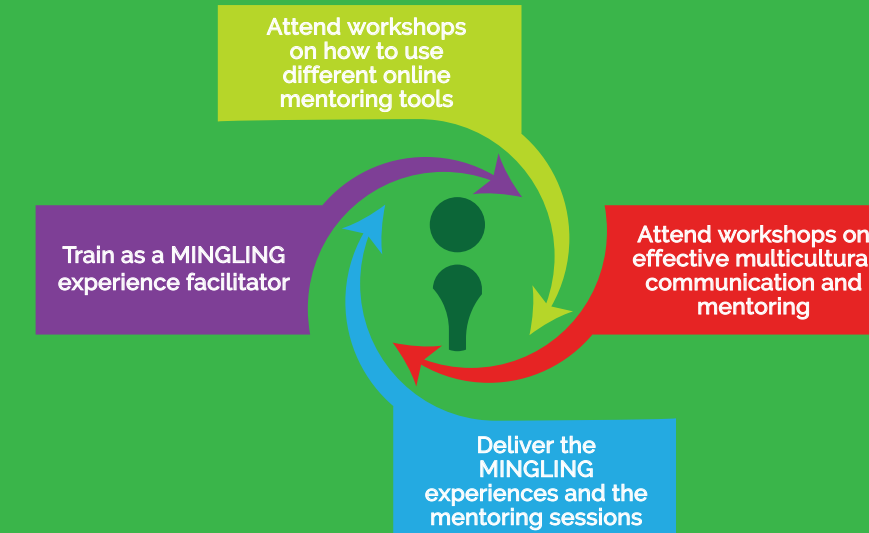 Attend workshops
on how to use
different online
mentoring tools
Train as a MINGLING
experience facilitator
Attend workshops on
effective multicultura
communication and
mentoring
Deliver the
MINGLING
experiences and the
mentoring sessions